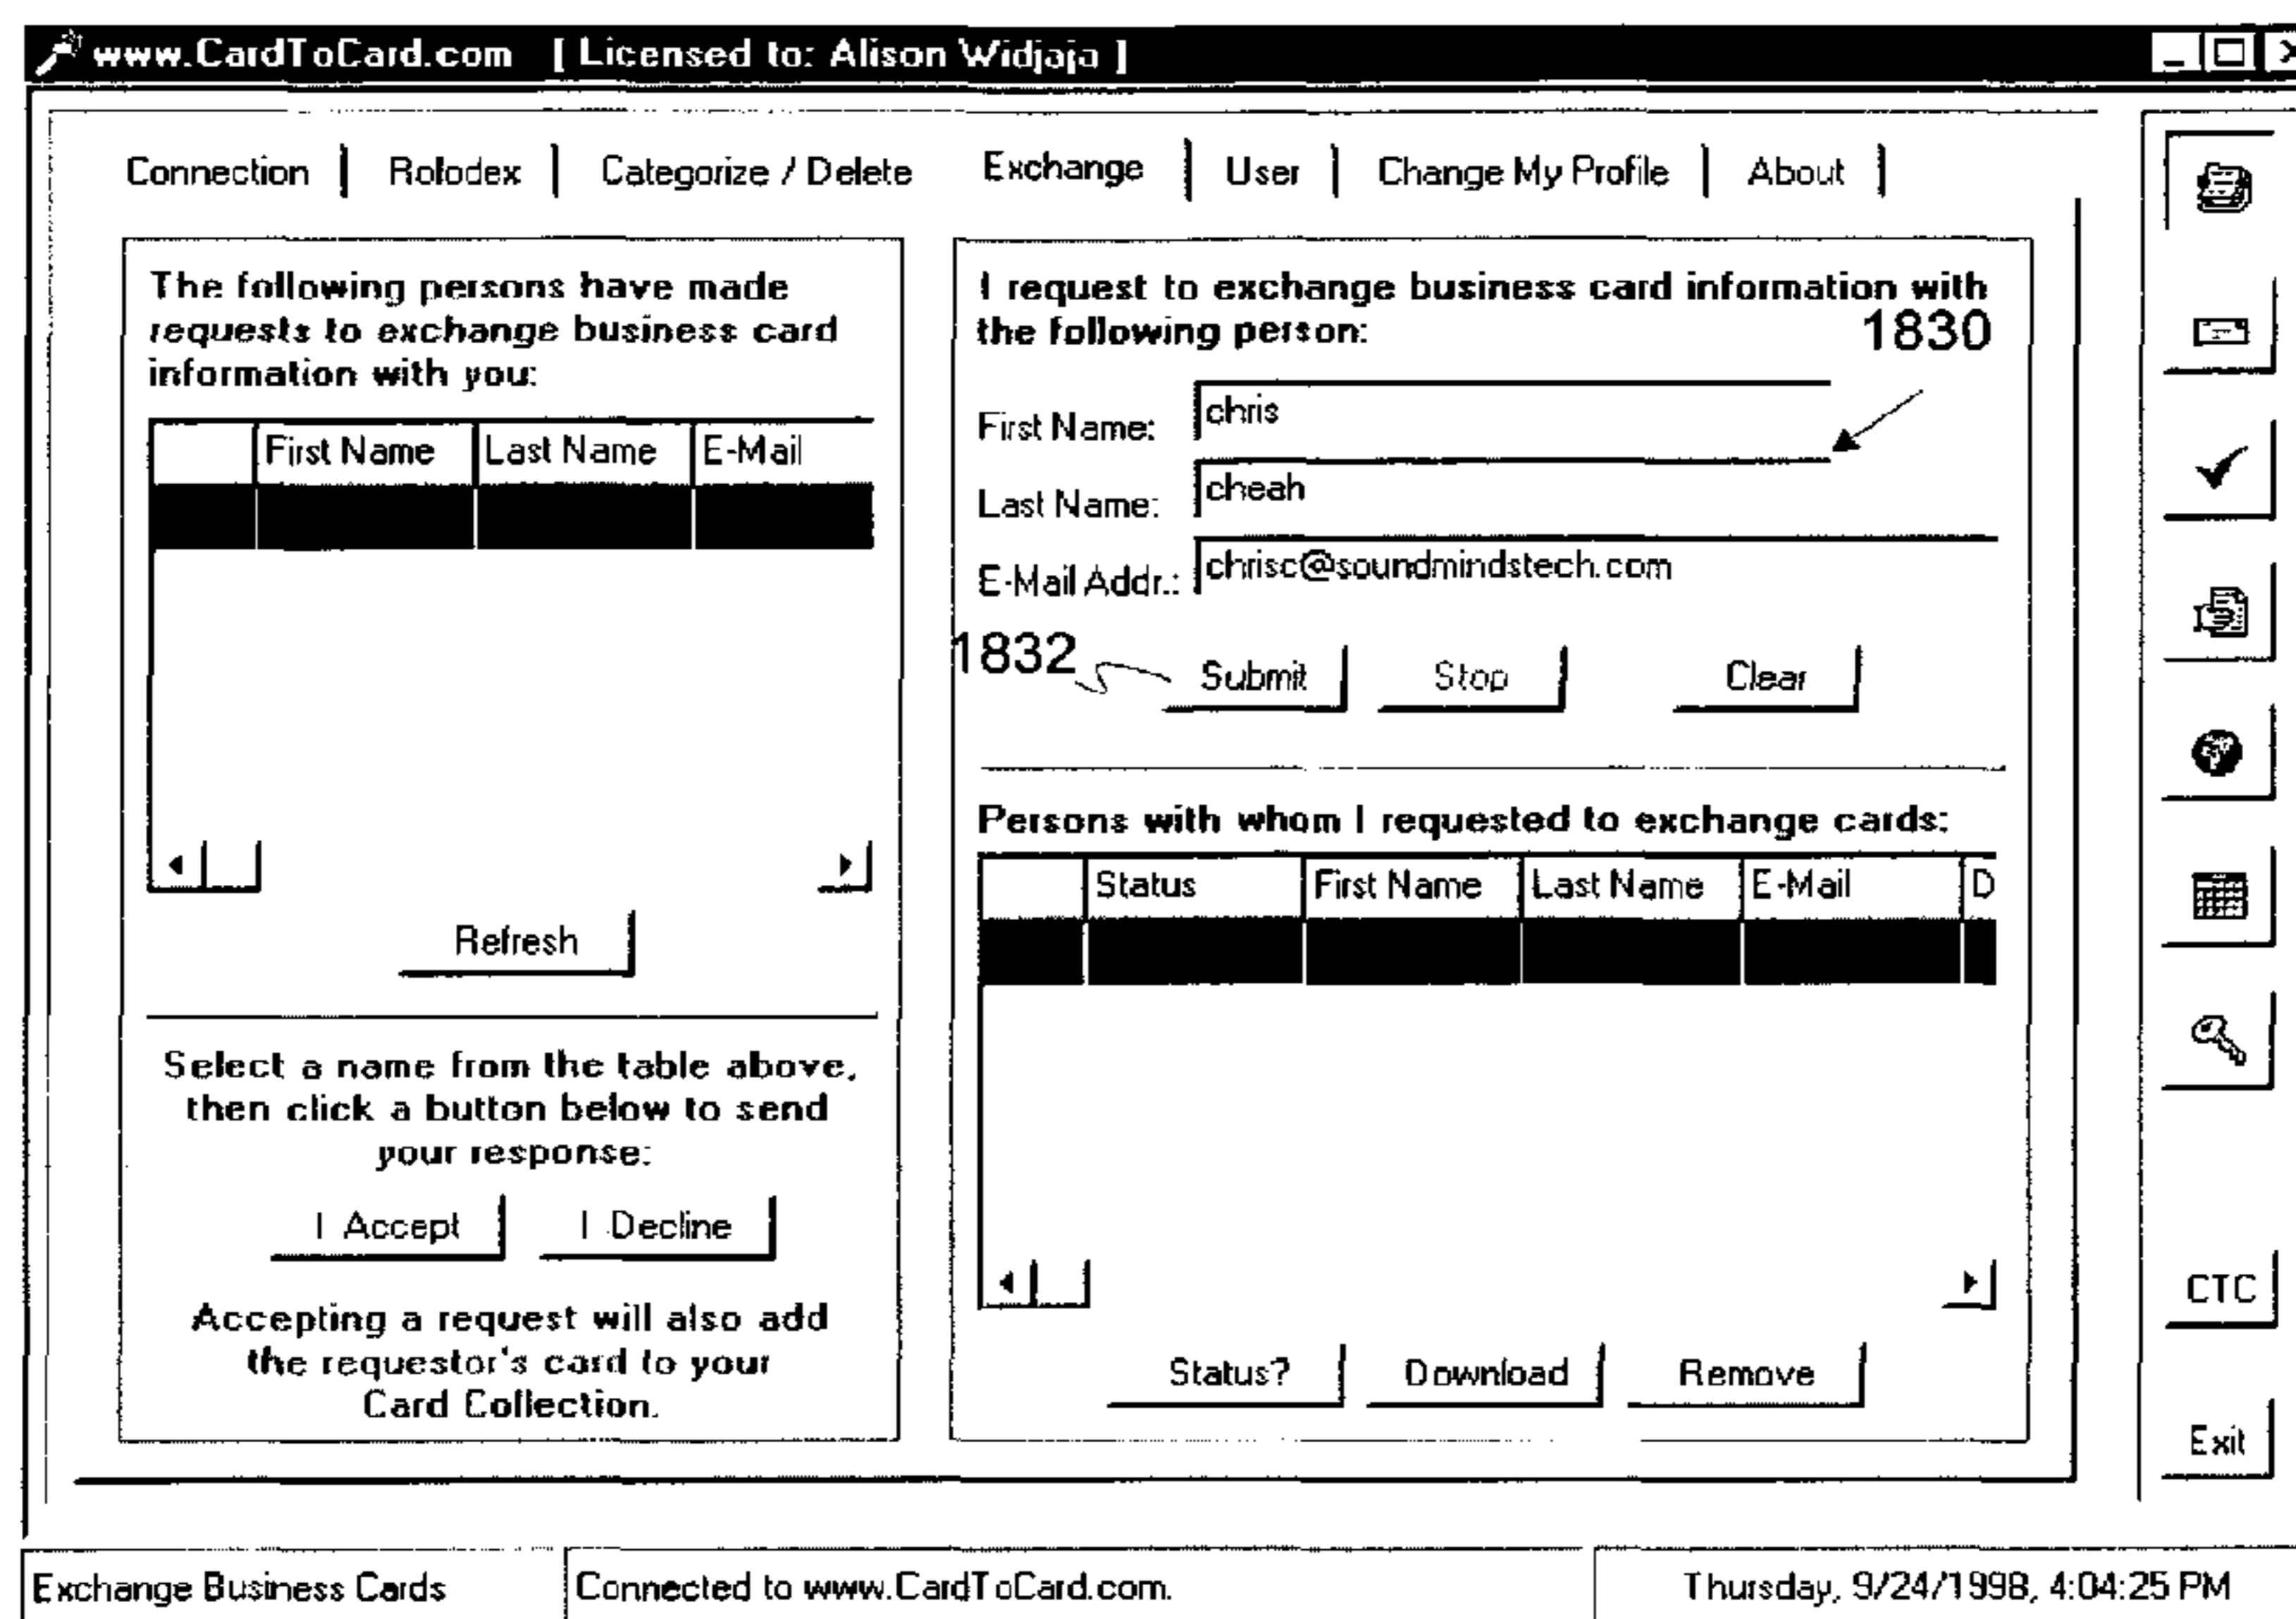 www.CardToCard.com [ Licensed to: Alison Widjaja ]
Connection Rolodex Categorize / Delete Exchange User Change My Profile About
The following persons have made
requests to exchange business card
information with you:
First Name Last Name E-Mail
Refresh
Select a name from the table above,
then click a button below to send
your response:
I Accept I Decline
Accepting a request will also add
the requestor's card to your
Card Collection.
I request to exchange business card information with
the following person:
1830
First Name: chris
Last Name: cheah
E-Mail Addr.: chrisc@soundmindstech.com
1832
Submit Stop Clear
Persons with whom I requested to exchange cards:
Status First Name Last Name E-Mail D
Status? Download Remove
CTC
Exit
Exchange Business Cards Connected to www.CardToCard.com. Thursday, 9/24/1998, 4:04:25 PM